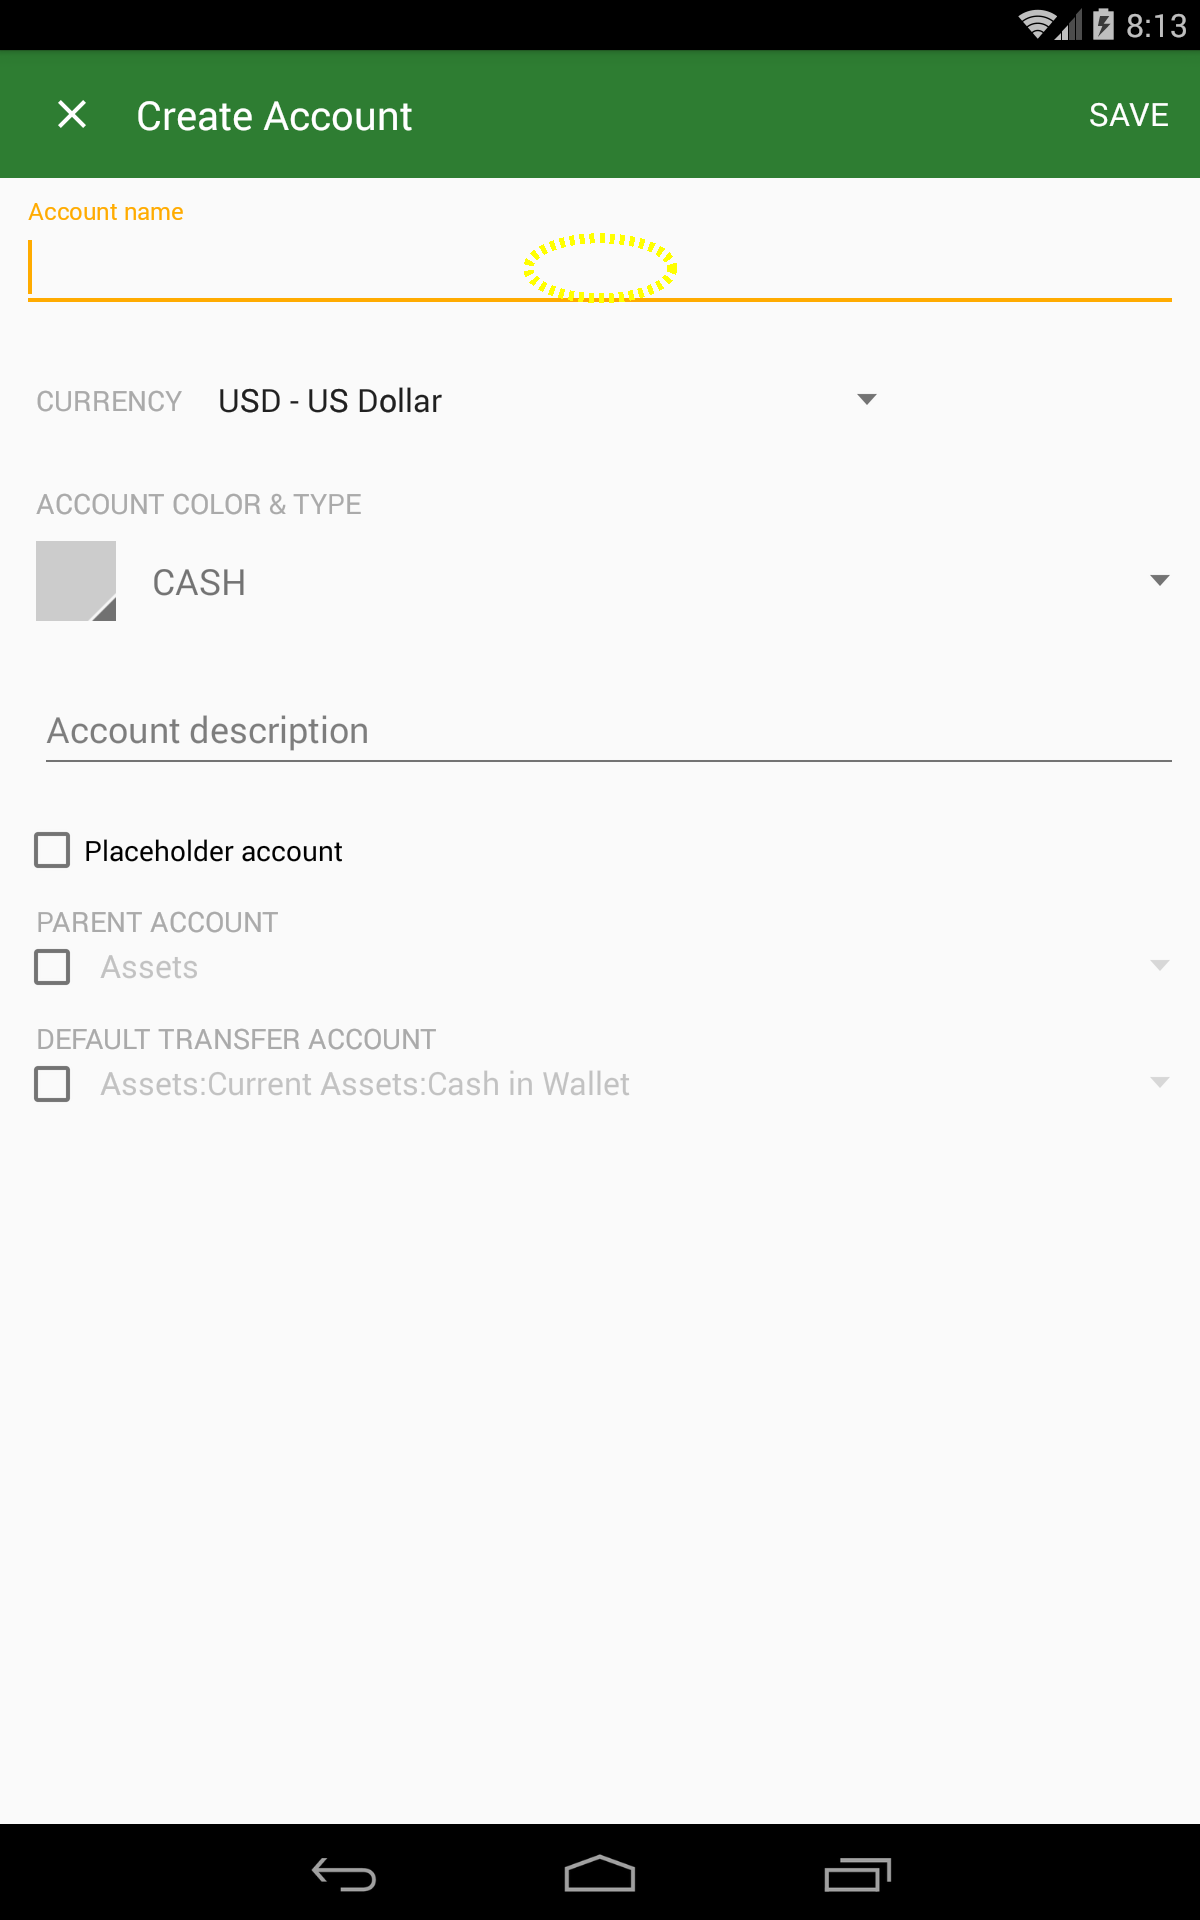 8:13
Create Account
SAVE
Account name
CURRENCY USD - US Dollar
ACCOUNT COLOR & TYPE
CASH
Account description
Placeholder account
PARENT ACCOUNT
Assets
DEFAULT TRANSFER ACCOUNT
Assets:Current Assets:Cash in Wallet